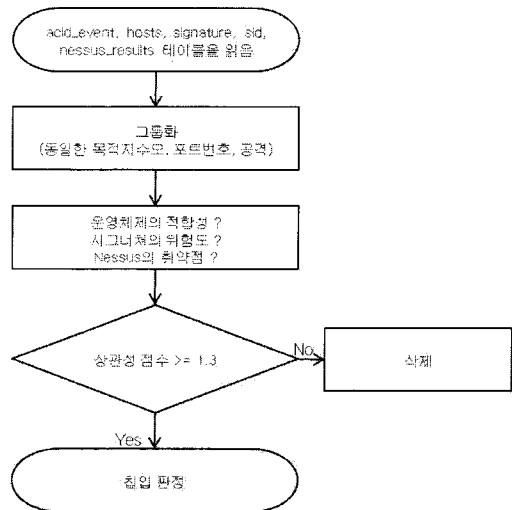 acid_event, hosts, signature, sid,
nessus_results 테이블을 읽음
그룹화
(동일한 목적지주모, 포트번호, 공격)
운영체제의 적합성 ?
시그너쳐의 위험도 ?
Nessus의 취약점 ?
상관성 점수 >= 1.3
No
삭제
Yes
침입 판정